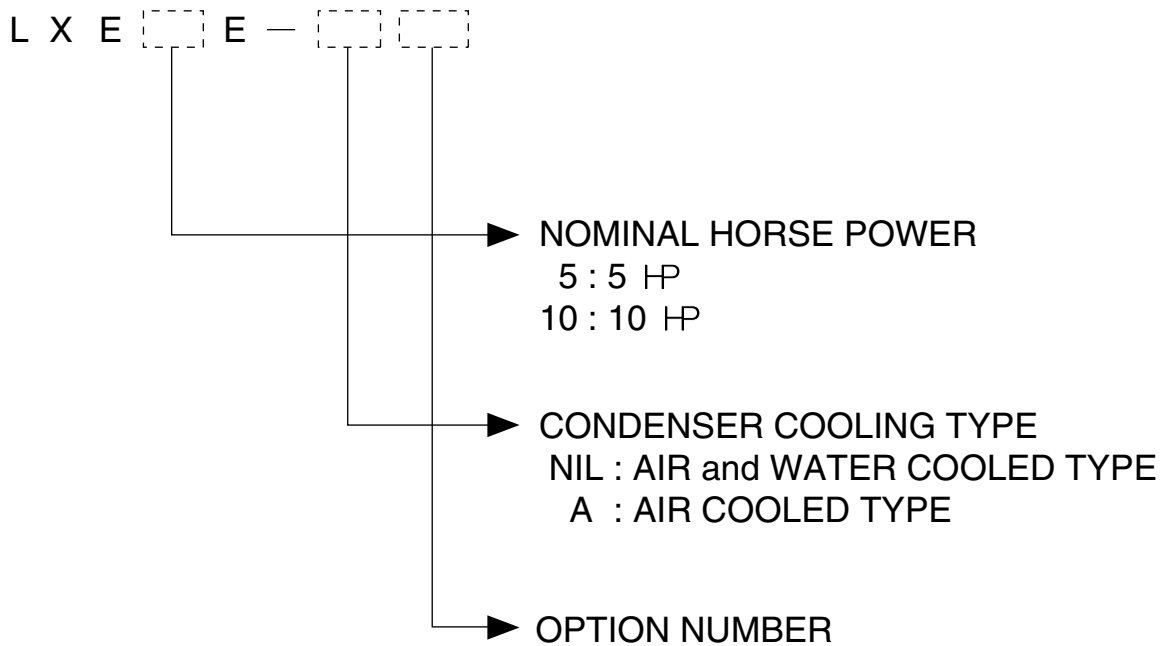 L X E E —
NOMINAL HORSE POWER
5 : 5 HP
10 : 10 HP
CONDENSER COOLING TYPE
NIL : AIR and WATER COOLED TYPE
A : AIR COOLED TYPE
OPTION NUMBER